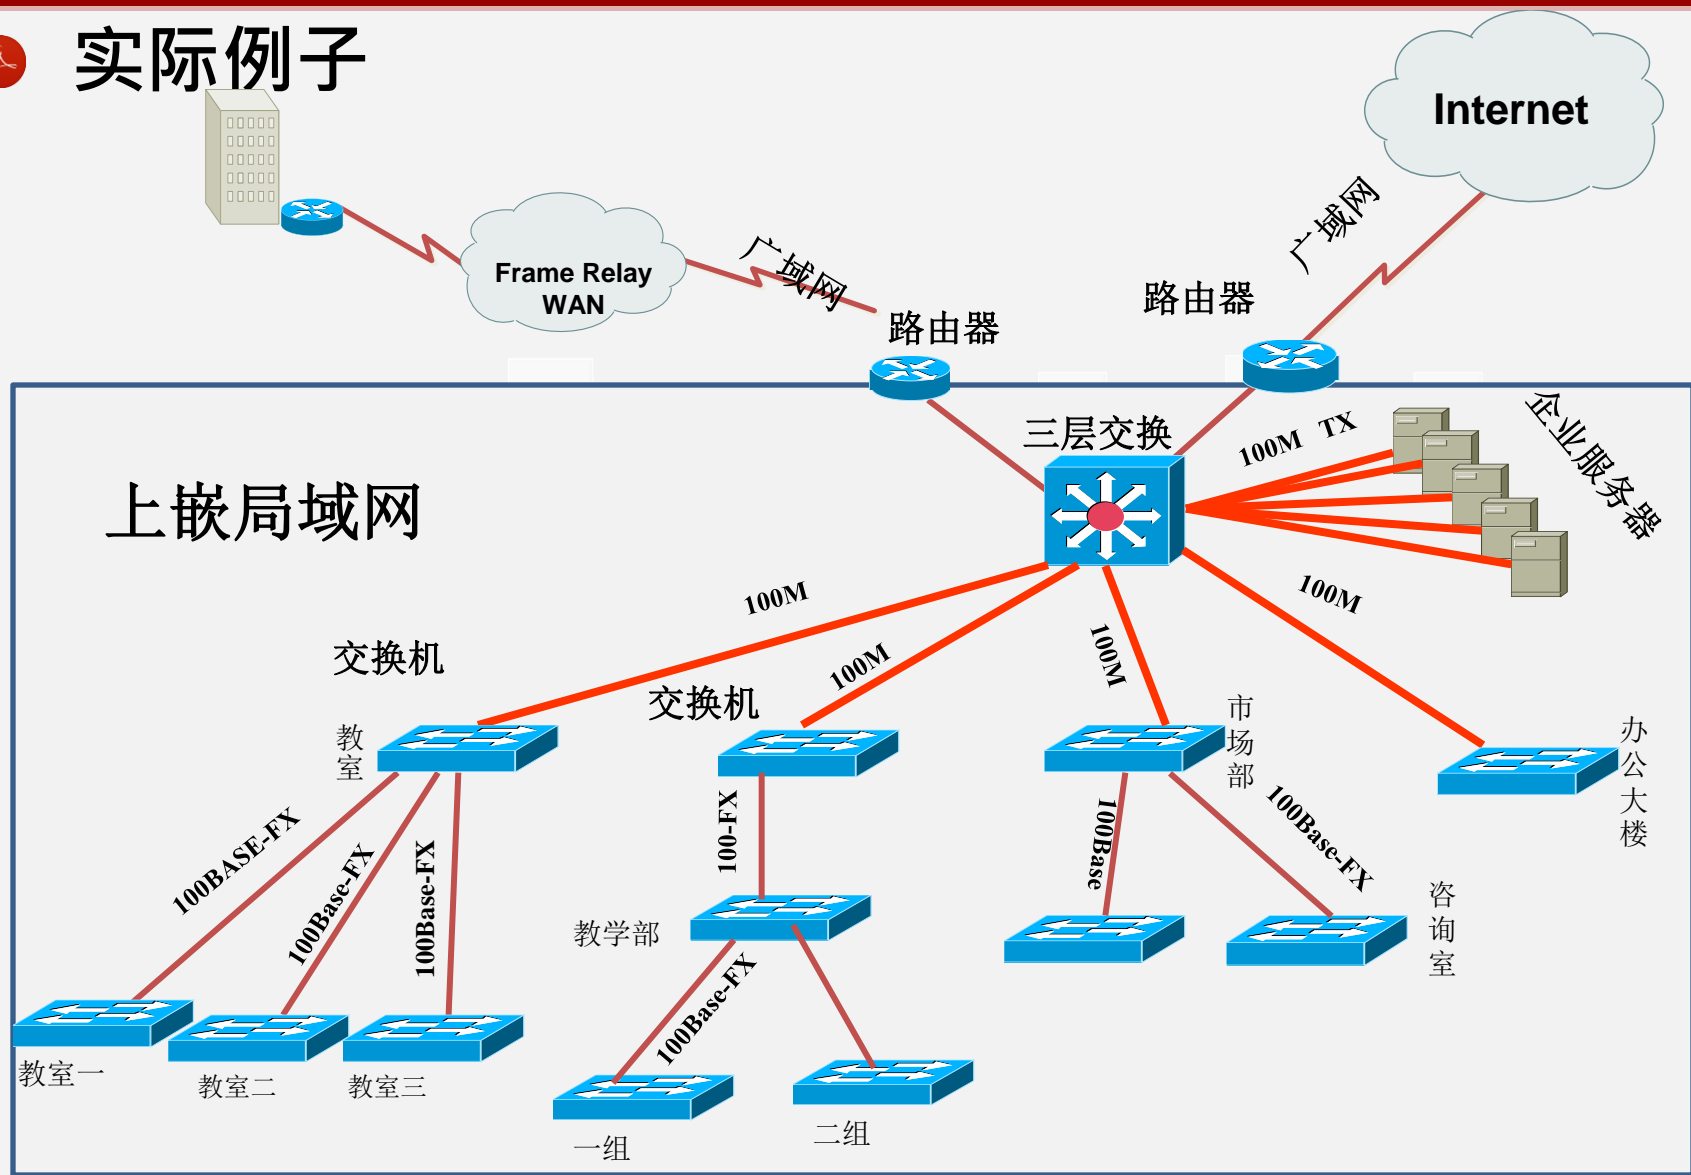 实际例子
Internet
广域网
Frame Relay
WAN
广域网
路由器
路由器
企业服务器
三层交换
100M TX
上嵌局域网
100M
100M
100M
100M
交换机
交换机
教室
市场部
办公大楼
100BASE-FX
100Base-FX
100Base-FX
100-FX
100Base
100Base-FX
教学部
咨询室
100Base-FX
教室一
教室二
教室三
一组
二组